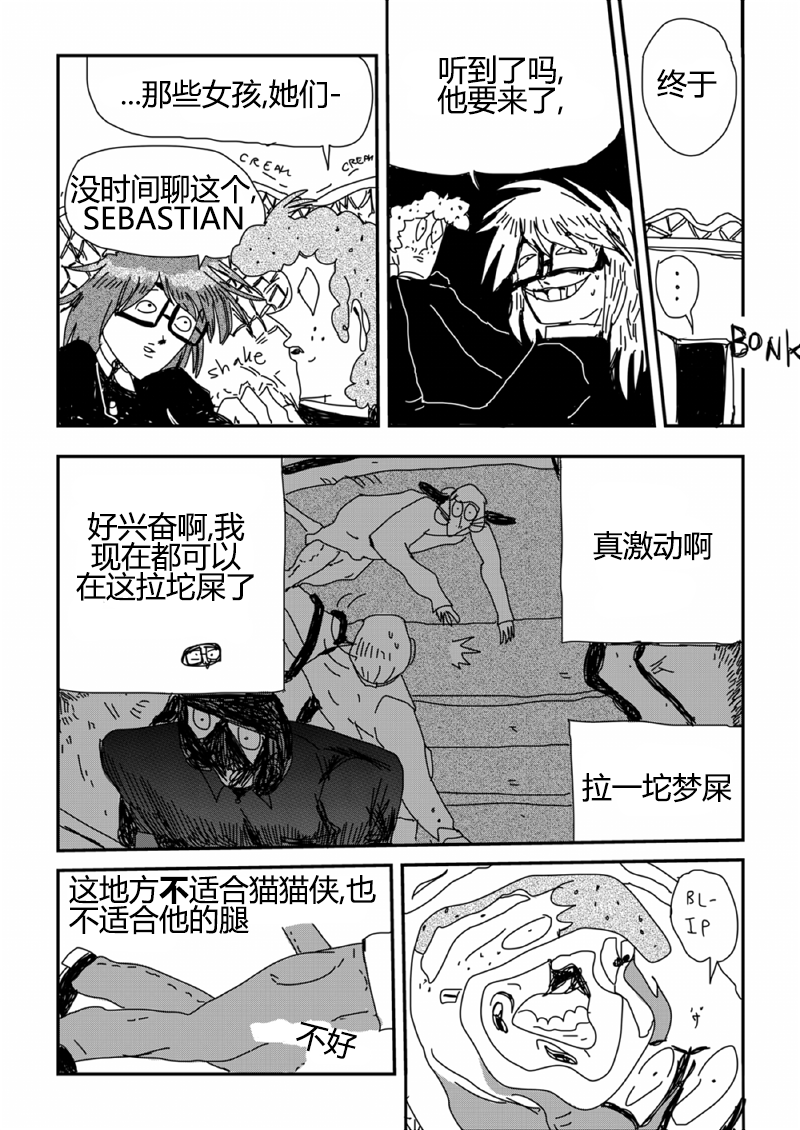 ...那些女孩,她们-
CREAK
CREAK
没时间聊这个,
SEBASTIAN
shake
听到了吗,
他要来了,
终于
...
BONK
好兴奋啊,我
现在都可以
在这拉坨屎了
真激动啊
拉一坨梦屎
这地方不适合猫猫侠,也
不适合他的腿
不好
BL-
IP